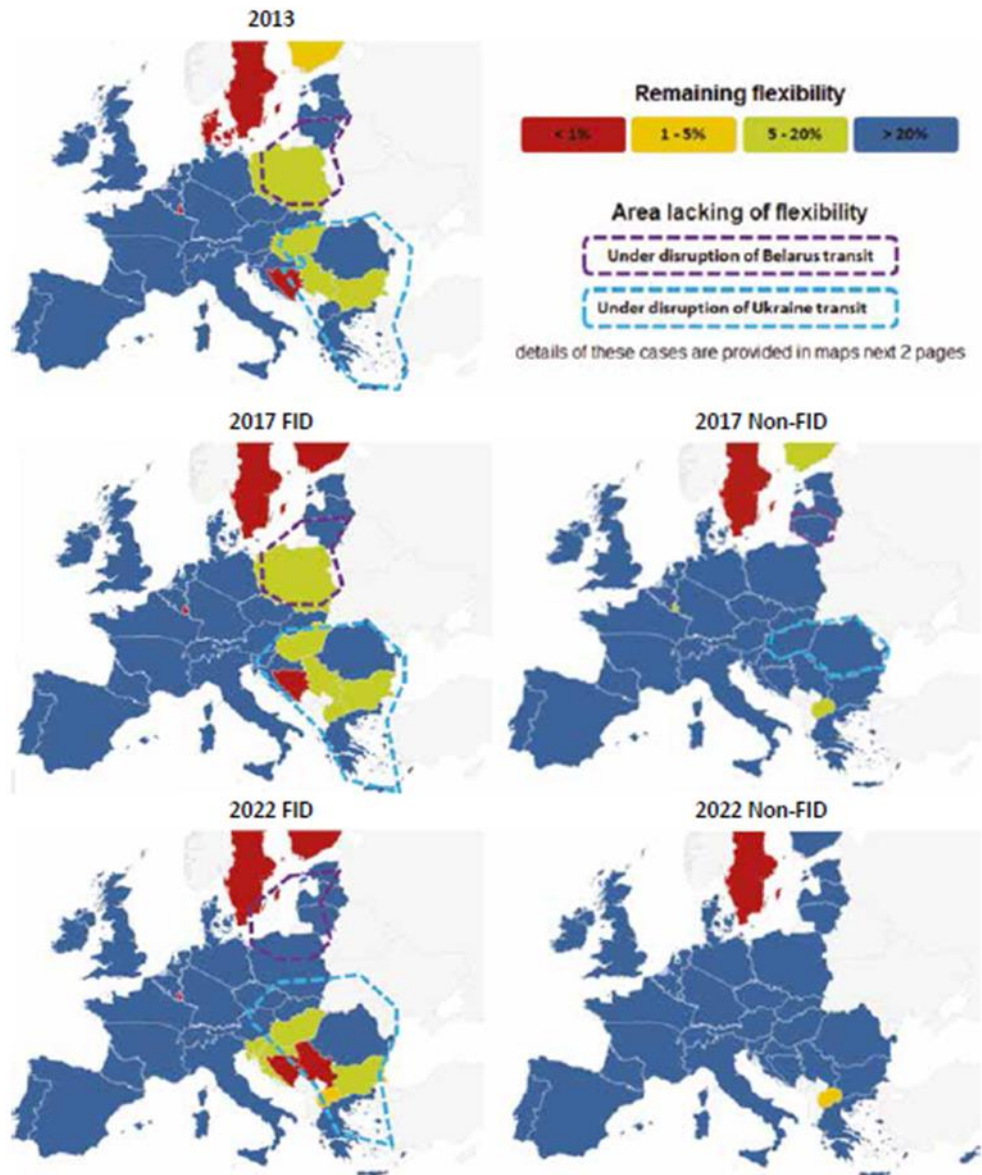 2013
Remaining flexibility
< 1%
1 - 5%
5 - 20%
> 20%
Area lacking of flexibility
Under disruption of Belarus transit
Under disruption of Ukraine transit
details of these cases are provided in maps next 2 pages
2017 FID
2017 Non-FID
2022 FID
2022 Non-FID